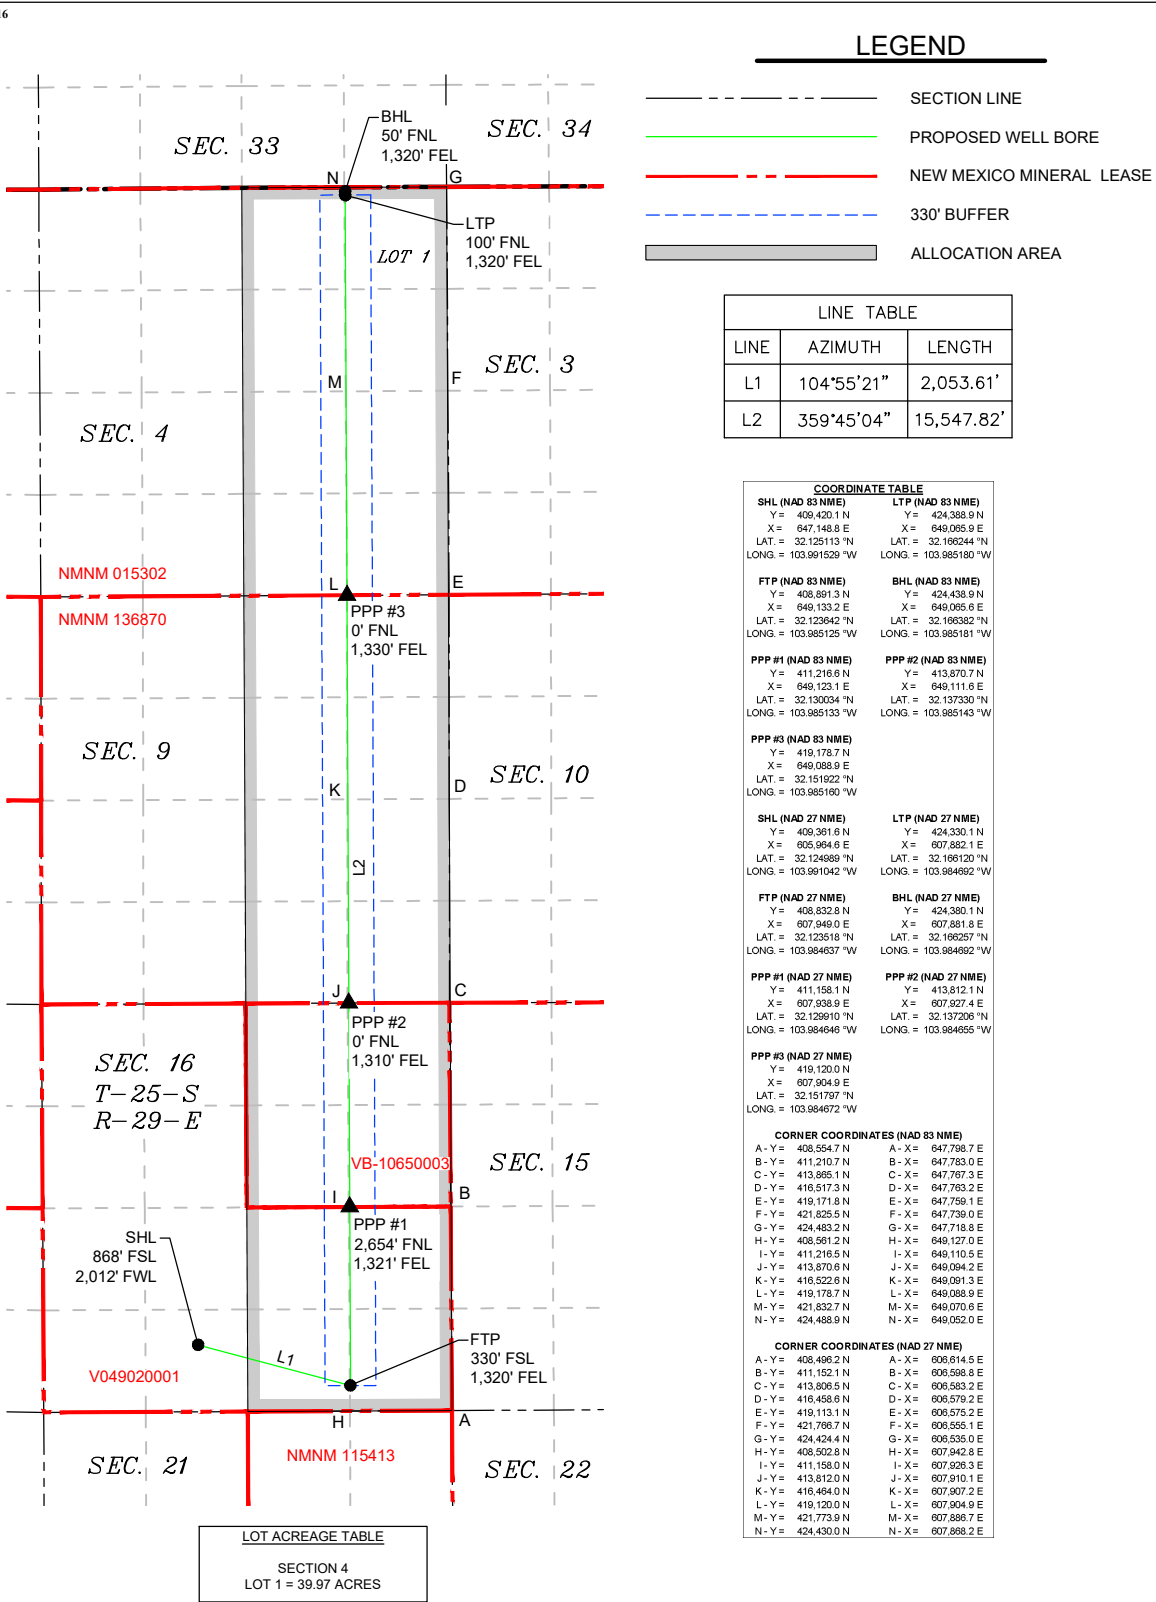 16
LEGEND
SECTION LINE
PROPOSED WELL BORE
NEW MEXICO MINERAL LEASE
330' BUFFER
ALLOCATION AREA
LINE TABLE
LINE AZIMUTH LENGTH
L1 104°55'21" 2,053.61'
L2 359°45'04" 15,547.82'
SEC. 33
BHL
50' FNL
1,320' FEL
SEC. 34
N
G
LTP
100' FNL
1,320' FEL
LOT 1
M
F
SEC. 3
SEC. 4
NMNM 015302
L
E
NMNM 136870
PPP #3
0' FNL
1,330' FEL
SEC. 9
SEC. 10
K
D
L2
J
C
PPP #2
0' FNL
1,310' FEL
SEC. 16
T-25-S
R-29-E
VB-10650003
SEC. 15
I
B
PPP #1
2,654' FNL
1,321' FEL
SHL
868' FSL
2,012' FWL
L1
FTP
330' FSL
1,320' FEL
V049020001
H
A
SEC. 21
NMNM 115413
SEC. 22
LOT ACREAGE TABLE
SECTION 4
LOT 1 = 39.97 ACRES
COORDINATE TABLE
SHL (NAD 83 NME) LTP (NAD 83 NME)
Y = 409,420.1 N Y = 424,388.9 N
X = 647,148.8 E X = 649,065.9 E
LAT. = 32.125113 °N LAT. = 32.166244 °N
LONG. = 103.991529 °W LONG. = 103.985180 °W
FTP (NAD 83 NME) BHL (NAD 83 NME)
Y = 408,891.3 N Y = 424,438.9 N
X = 649,133.2 E X = 649,065.6 E
LAT. = 32.123642 °N LAT. = 32.166382 °N
LONG. = 103.985125 °W LONG. = 103.985181 °W
PPP #1 (NAD 83 NME) PPP #2 (NAD 83 NME)
Y = 411,216.6 N Y = 413,870.7 N
X = 649,123.1 E X = 649,111.6 E
LAT. = 32.130034 °N LAT. = 32.137330 °N
LONG. = 103.985133 °W LONG. = 103.985143 °W
PPP #3 (NAD 83 NME)
Y = 419,178.7 N
X = 649,088.9 E
LAT. = 32.151922 °N
LONG. = 103.985160 °W
SHL (NAD 27 NME) LTP (NAD 27 NME)
Y = 409,361.6 N Y = 424,330.1 N
X = 605,964.6 E X = 607,882.1 E
LAT. = 32.124989 °N LAT. = 32.166120 °N
LONG. = 103.991042 °W LONG. = 103.984692 °W
FTP (NAD 27 NME) BHL (NAD 27 NME)
Y = 408,832.8 N Y = 424,380.1 N
X = 607,949.0 E X = 607,881.8 E
LAT. = 32.123518 °N LAT. = 32.166257 °N
LONG. = 103.984637 °W LONG. = 103.984692 °W
PPP #1 (NAD 27 NME) PPP #2 (NAD 27 NME)
Y = 411,158.1 N Y = 413,812.1 N
X = 607,938.9 E X = 607,927.4 E
LAT. = 32.129910 °N LAT. = 32.137206 °N
LONG. = 103.984646 °W LONG. = 103.984655 °W
PPP #3 (NAD 27 NME)
Y = 419,120.0 N
X = 607,904.9 E
LAT. = 32.151797 °N
LONG. = 103.984672 °W
CORNER COORDINATES (NAD 83 NME)
A - Y = 408,554.7 N A - X = 647,798.7 E
B - Y = 411,210.7 N B - X = 647,783.0 E
C - Y = 413,865.1 N C - X = 647,767.3 E
D - Y = 416,517.3 N D - X = 647,763.2 E
E - Y = 419,171.8 N E - X = 647,759.1 E
F - Y = 421,825.5 N F - X = 647,739.0 E
G - Y = 424,483.2 N G - X = 647,718.8 E
H - Y = 408,561.2 N H - X = 649,127.0 E
I - Y = 411,216.5 N I - X = 649,110.5 E
J - Y = 413,870.6 N J - X = 649,094.2 E
K - Y = 416,522.6 N K - X = 649,091.3 E
L - Y = 419,178.7 N L - X = 649,088.9 E
M - Y = 421,832.7 N M - X = 649,070.6 E
N - Y = 424,488.9 N N - X = 649,052.0 E
CORNER COORDINATES (NAD 27 NME)
A - Y = 408,496.2 N A - X = 606,614.5 E
B - Y = 411,152.1 N B - X = 606,598.8 E
C - Y = 413,806.5 N C - X = 606,583.2 E
D - Y = 416,458.6 N D - X = 606,579.2 E
E - Y = 419,113.1 N E - X = 606,575.2 E
F - Y = 421,766.7 N F - X = 606,555.1 E
G - Y = 424,424.4 N G - X = 606,535.0 E
H - Y = 408,502.8 N H - X = 607,942.8 E
I - Y = 411,158.0 N I - X = 607,926.3 E
J - Y = 413,812.0 N J - X = 607,910.1 E
K - Y = 416,464.0 N K - X = 607,907.2 E
L - Y = 419,120.0 N L - X = 607,904.9 E
M - Y = 421,773.9 N M - X = 607,886.7 E
N - Y = 424,430.0 N N - X = 607,868.2 E